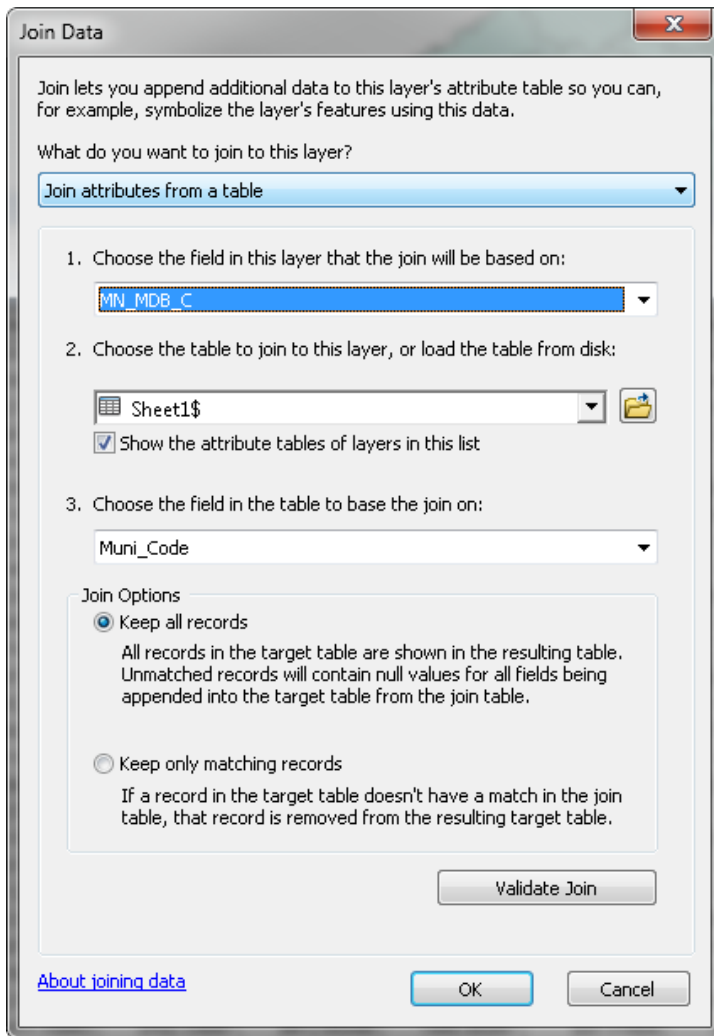 Join Data
Join lets you append additional data to this layer's attribute table so you can,
for example, symbolize the layer's features using this data.
What do you want to join to this layer?
Join attributes from a table
1. Choose the field in this layer that the join will be based on:
MN_MDB_C
2. Choose the table to join to this layer, or load the table from disk:
Sheet1$
Show the attribute tables of layers in this list
3. Choose the field in the table to base the join on:
Muni_Code
Join Options
Keep all records
All records in the target table are shown in the resulting table.
Unmatched records will contain null values for all fields being
appended into the target table from the join table.
Keep only matching records
If a record in the target table doesn't have a match in the join
table, that record is removed from the resulting target table.
Validate Join
About joining data
OK
Cancel